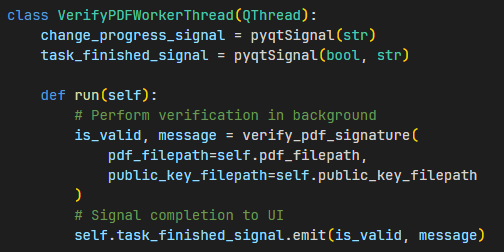 class VerifyPDFWorkerThread(QThread):
    change_progress_signal = pyqtSignal(str)
    task_finished_signal = pyqtSignal(bool, str)

    def run(self):
        # Perform verification in background
        is_valid, message = verify_pdf_signature(
            pdf_filepath=self.pdf_filepath,
            public_key_filepath=self.public_key_filepath
        )
        # Signal completion to UI
        self.task_finished_signal.emit(is_valid, message)